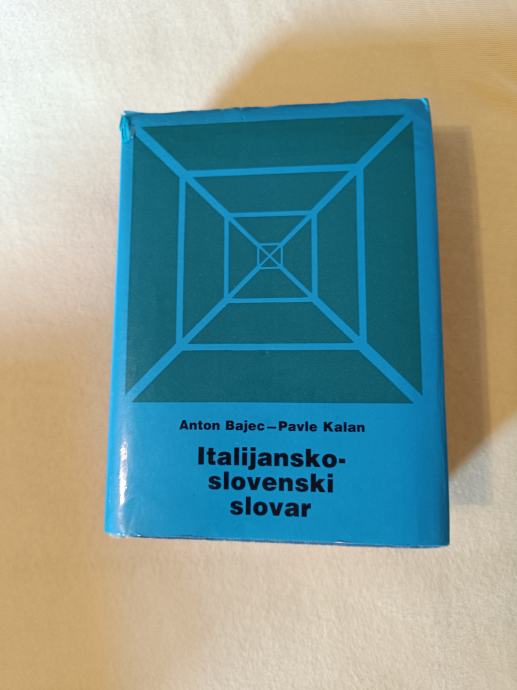 Anton Bajec – Pavle Kalan
Italijansko-
slovenski
slovar